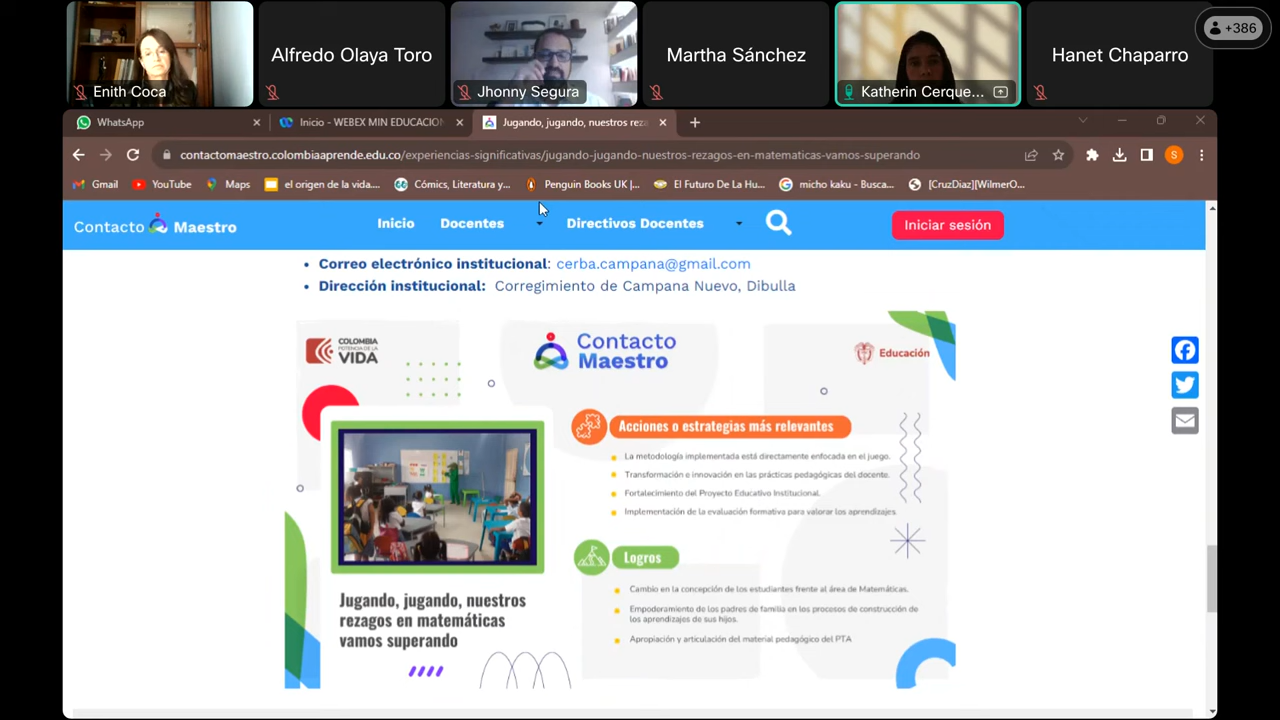 Enith Coca
Alfredo Olaya Toro
Jhonny Segura
Martha Sánchez
Katherin Cerque...
Hanet Chaparro
+386
WhatsApp
Inicio - WEBEX MIN EDUCACION
Jugando, jugando, nuestros reza
contactomaestro.colombiaaprende.edu.co/experiencias-significativas/jugando-jugando-nuestros-rezagos-en-matematicas-vamos-superando
S
Gmail
YouTube
Maps
el origen de la vida....
Cómics, Literatura y...
Penguin Books UK |...
El Futuro De La Hu...
micho kaku - Busca...
[CruzDiaz][WilmerO...
Contacto Maestro
Inicio
Docentes
Directivos Docentes
Iniciar sesión
• Correo electrónico institucional: cerba.campana@gmail.com
• Dirección institucional: Corregimiento de Campana Nuevo, Dibulla
COLOMBIA
POTENCIA DE LA
VIDA
Contacto
Maestro
Educación
Acciones o estrategias más relevantes
La metodología implementada está directamente enfocada en el juego.
Transformación e innovación en las prácticas pedagógicas del docente.
Fortalecimiento del Proyecto Educativo Institucional.
Implementación de la evaluación formativa para valorar los aprendizajes.
Logros
Cambio en la concepción de los estudiantes frente al área de Matemáticas.
Empoderamiento de los padres de familia en los procesos de construcción de
los aprendizajes de sus hijos.
Apropiación y articulación del material pedagógico del PTA
Jugando, jugando, nuestros
rezagos en matemáticas
vamos superando